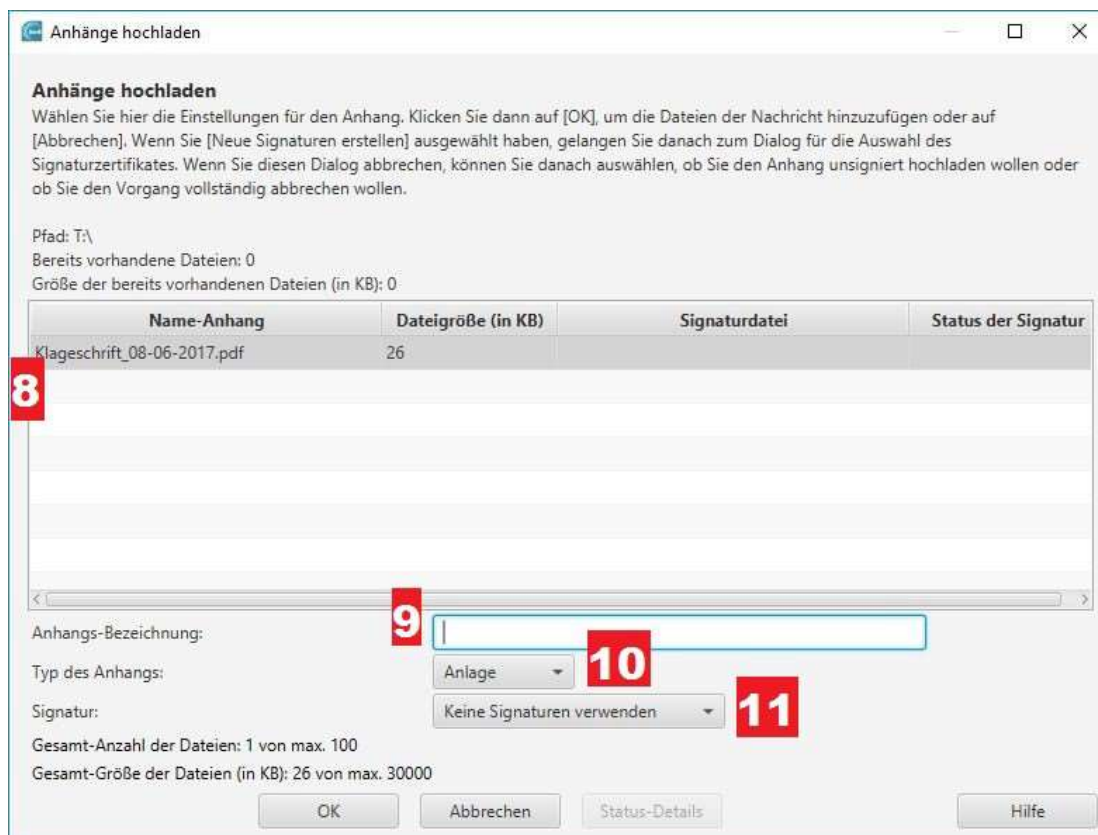 Anhänge hochladen
Anhänge hochladen
Wählen Sie hier die Einstellungen für den Anhang. Klicken Sie dann auf [OK], um die Dateien der Nachricht hinzuzufügen oder auf
[Abbrechen]. Wenn Sie [Neue Signaturen erstellen] ausgewählt haben, gelangen Sie danach zum Dialog für die Auswahl des
Signaturzertifikates. Wenn Sie diesen Dialog abbrechen, können Sie danach auswählen, ob Sie den Anhang unsigniert hochladen wollen oder
ob Sie den Vorgang vollständig abbrechen wollen.
Pfad: T:\
Bereits vorhandene Dateien: 0
Größe der bereits vorhandenen Dateien (in KB): 0
Name-Anhang Dateigröße (in KB) Signaturdatei Status der Signatur
Klageschrift_08-06-2017.pdf 26
8
9
Anhangs-Bezeichnung:
Typ des Anhangs: Anlage 10
Signatur: Keine Signaturen verwenden 11
Gesamt-Anzahl der Dateien: 1 von max. 100
Gesamt-Größe der Dateien (in KB): 26 von max. 30000
OK Abbrechen Status-Details Hilfe